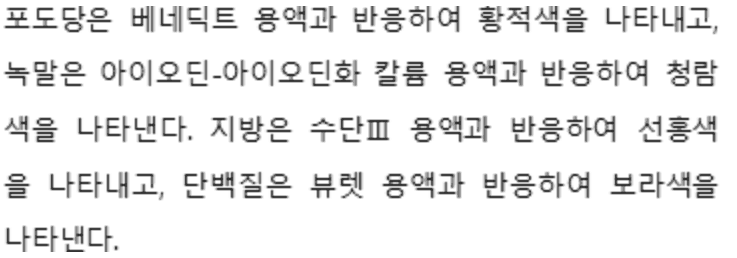 포도당은 베네딕트 용액과 반응하여 황적색을 나타내고,
녹말은 아이오딘-아이오딘화 칼륨 용액과 반응하여 청람
색을 나타낸다. 지방은 수단Ⅲ 용액과 반응하여 선홍색
을 나타내고, 단백질은 뷰렛 용액과 반응하여 보라색을
나타낸다.